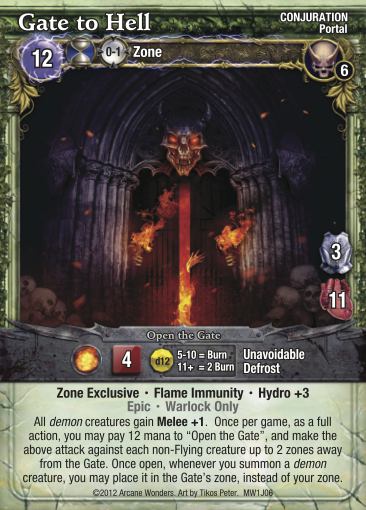 Gate to Hell
CONJURATION
Portal
12
0-1
Zone
6
3
11
Open the Gate
4
d12
5-10 = Burn
11+ = 2 Burn
Unavoidable
Defrost
Zone Exclusive • Flame Immunity • Hydro +3
Epic • Warlock Only
All demon creatures gain Melee +1. Once per game, as a full
action, you may pay 12 mana to “Open the Gate”, and make the
above attack against each non-Flying creature up to 2 zones away
from the Gate. Once open, whenever you summon a demon
creature, you may place it in the Gate’s zone, instead of your zone.
©2012 Arcane Wonders. Art by Tikos Peter. MW1J06